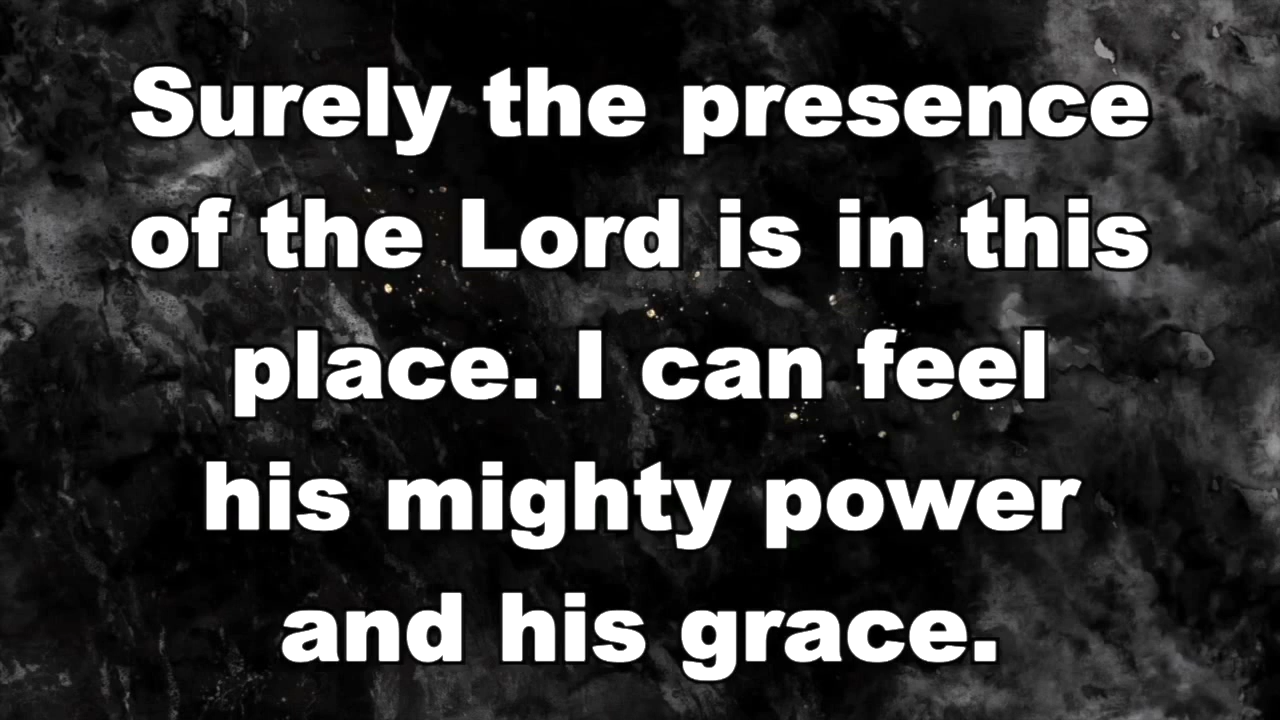 Surely the presence
of the Lord is in this
place. I can feel
his mighty power
and his grace.